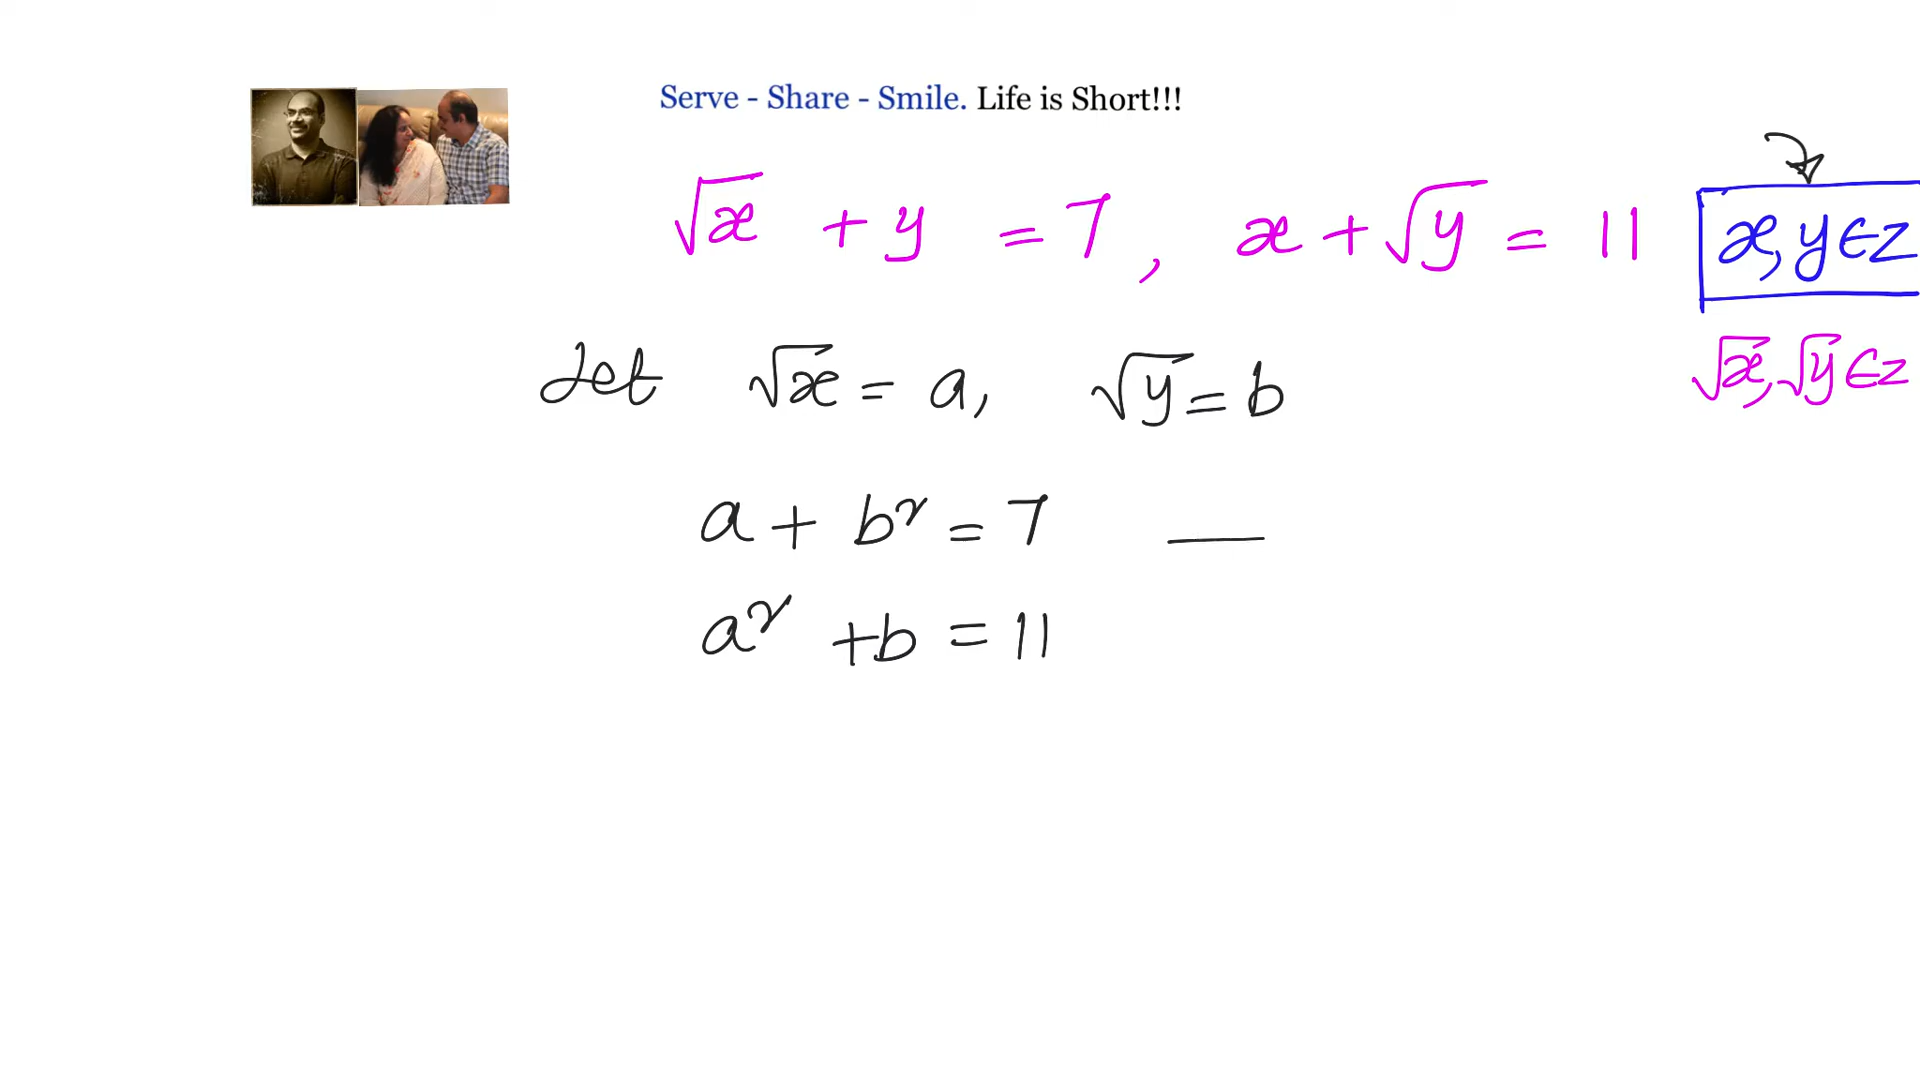 Serve - Share - Smile. Life is Short!!!
√x + y = 7, x + √y = 11 x, y ∈ z
√x, √y ∈ z
Let √x = a, √y = b
a + b² = 7 —
a² + b = 11